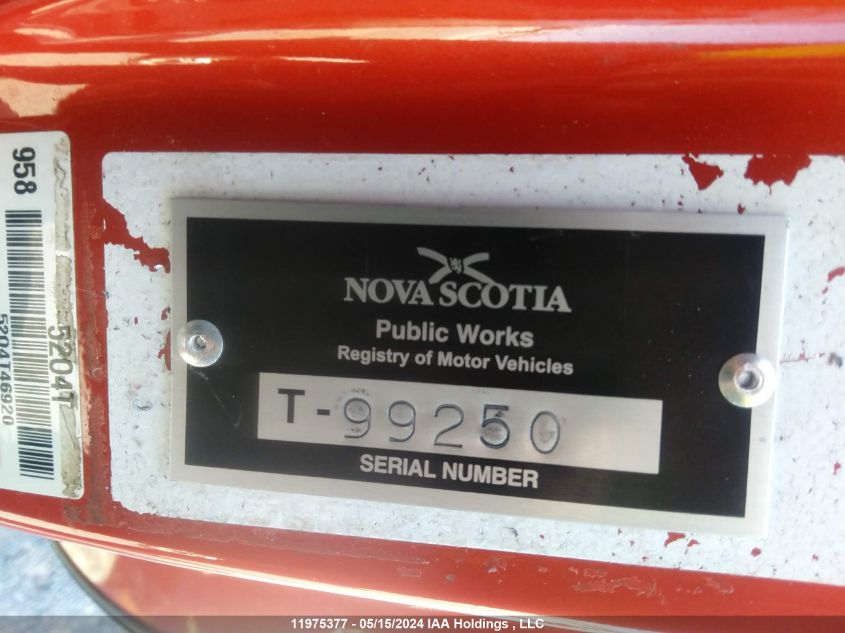 958
52041
5204146920
NOVA SCOTIA
Public Works
Registry of Motor Vehicles
T-99250
SERIAL NUMBER
11975377 - 05/15/2024 IAA Holdings , LLC